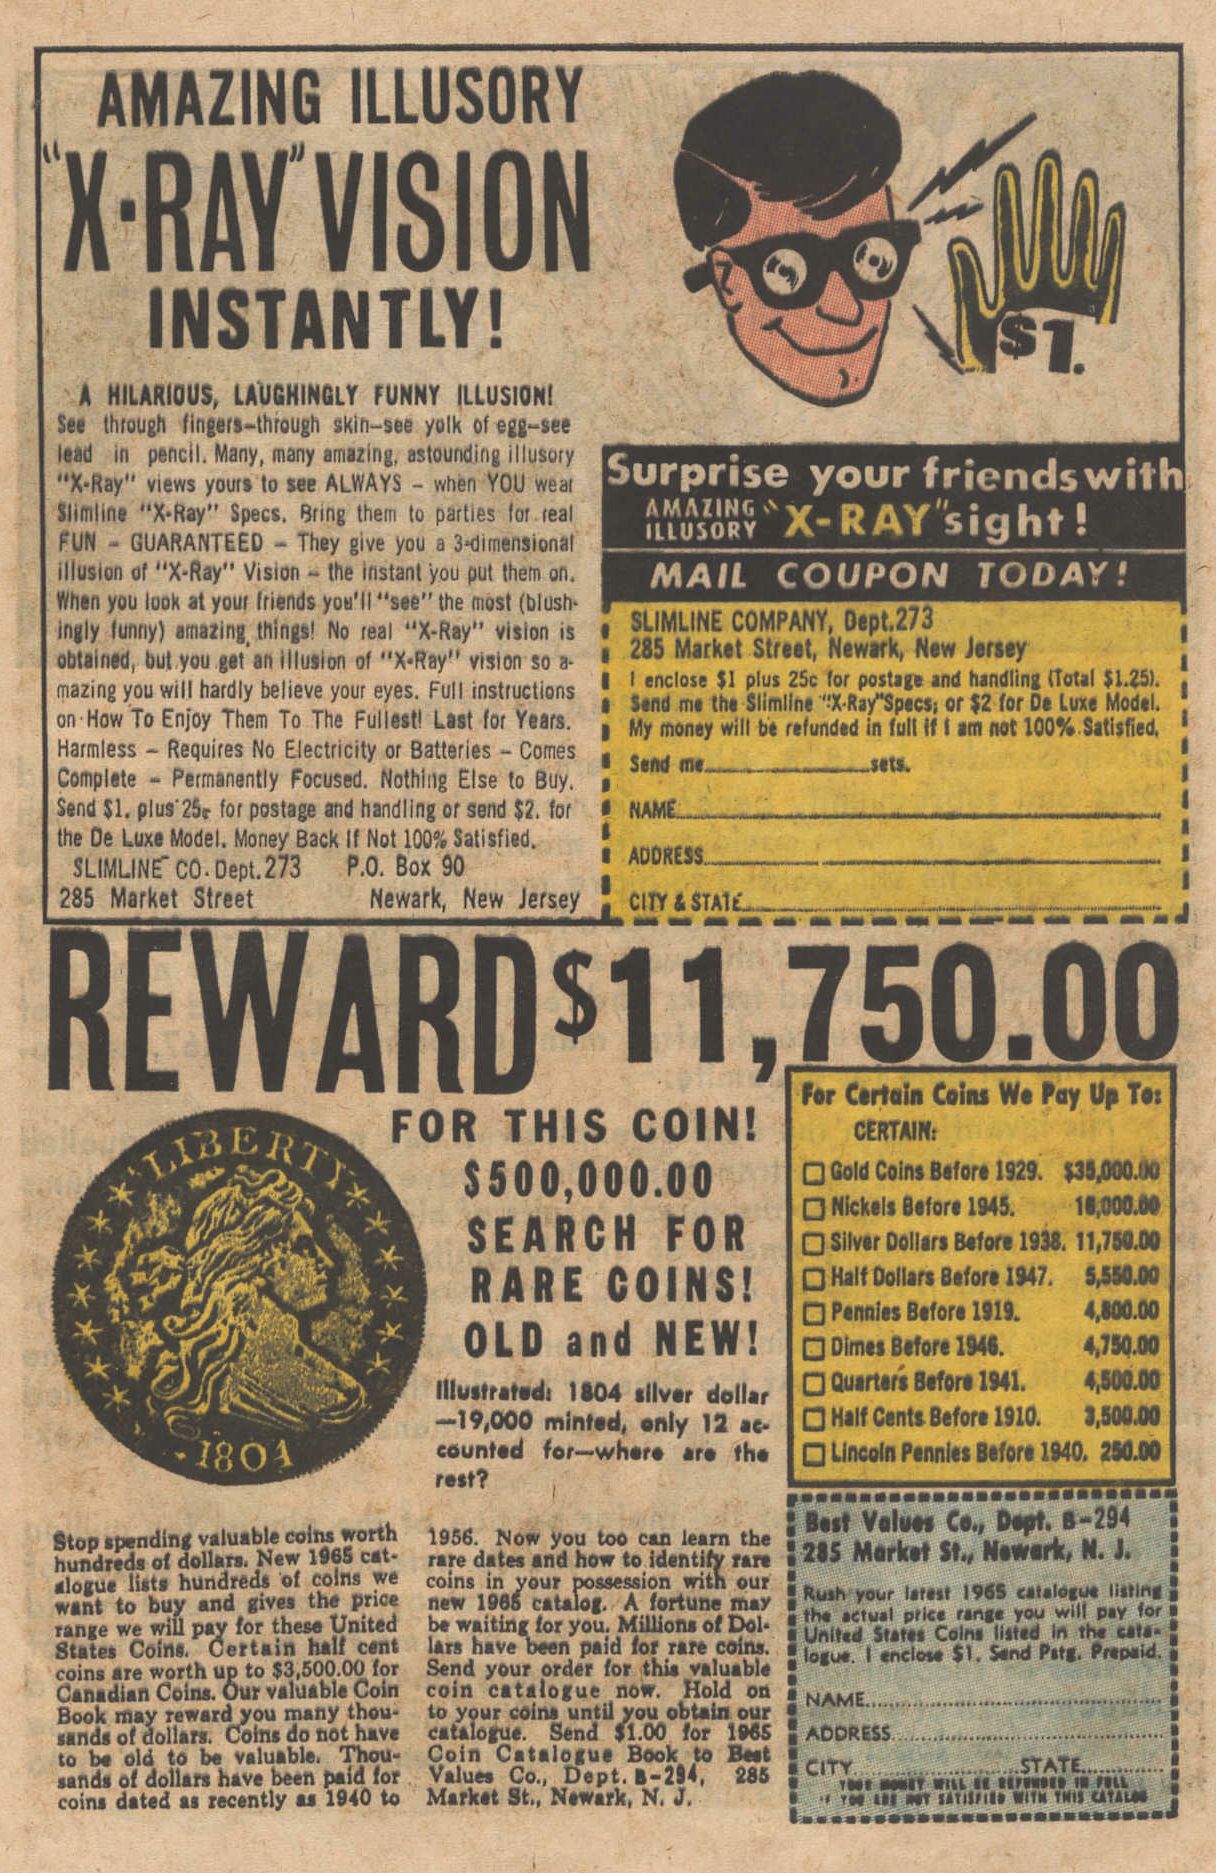 AMAZING ILLUSORY
"X-RAY" VISION
INSTANTLY!
A HILARIOUS, LAUGHINGLY FUNNY ILLUSION!
See through fingers—through skin—see yolk of egg—see
lead in pencil. Many, many amazing, astounding illusory
"X-Ray" views yours to see ALWAYS – when YOU wear
Slimline "X-Ray" Specs. Bring them to parties for real
FUN – GUARANTEED – They give you a 3-dimensional
illusion of "X-Ray" Vision – the instant you put them on.
When you look at your friends you'll "see" the most (blush-
ingly funny) amazing things! No real "X-Ray" vision is
obtained, but you get an illusion of "X-Ray" vision so a-
mazing you will hardly believe your eyes. Full instructions
on How To Enjoy Them To The Fullest! Last for Years.
Harmless – Requires No Electricity or Batteries – Comes
Complete – Permanently Focused. Nothing Else to Buy.
Send $1. plus 25c for postage and handling or send $2. for
the De Luxe Model. Money Back If Not 100% Satisfied.
SLIMLINE CO. Dept. 273 P.O. Box 90
285 Market Street Newark, New Jersey
$1.
Surprise your friends with
AMAZING ILLUSORY "X-RAY" sight!
MAIL COUPON TODAY!
SLIMLINE COMPANY, Dept. 273
285 Market Street, Newark, New Jersey
I enclose $1 plus 25c for postage and handling (Total $1.25).
Send me the Slimline "X-Ray" Specs; or $2 for De Luxe Model.
My money will be refunded in full if I am not 100% Satisfied.
Send me sets.
NAME
ADDRESS
CITY & STATE
REWARD $11,750.00
FOR THIS COIN!
$500,000.00
SEARCH FOR
RARE COINS!
OLD and NEW!
LIBERTY
1804
Illustrated: 1804 silver dollar
—19,000 minted, only 12 ac-
counted for—where are the
rest?
Stop spending valuable coins worth
hundreds of dollars. New 1965 cat-
alogue lists hundreds of coins we
want to buy and gives the price
range we will pay for these United
States Coins. Certain half cent
coins are worth up to $3,500.00 for
Canadian Coins. Our valuable Coin
Book may reward you many thou-
sands of dollars. Coins do not have
to be old to be valuable. Thou-
sands of dollars have been paid for
coins dated as recently as 1940 to
1956. Now you too can learn the
rare dates and how to identify rare
coins in your possession with our
new 1965 catalog. A fortune may
be waiting for you. Millions of Dol-
lars have been paid for rare coins.
Send your order for this valuable
coin catalogue now. Hold on
to your coins until you obtain our
catalogue. Send $1.00 for 1965
Coin Catalogue Book to Best
Values Co., Dept. B-294, 285
Market St., Newark, N. J.
For Certain Coins We Pay Up To:
CERTAIN:
Gold Coins Before 1929. $35,000.00
Nickels Before 1945. 16,000.00
Silver Dollars Before 1938. 11,750.00
Half Dollars Before 1947. 5,550.00
Pennies Before 1919. 4,800.00
Dimes Before 1946. 4,750.00
Quarters Before 1941. 4,500.00
Half Cents Before 1910. 3,500.00
Lincoln Pennies Before 1940. 250.00
Best Values Co., Dept. B-294
285 Market St., Newark, N. J.
Rush your latest 1965 catalogue listing
the actual price range you will pay for
United States Coins listed in the cata-
logue. I enclose $1. Send Pstg. Prepaid.
NAME
ADDRESS
CITY STATE
YOUR MONEY WILL BE REFUNDED IN FULL
IF YOU ARE NOT SATISFIED WITH THIS CATALOG